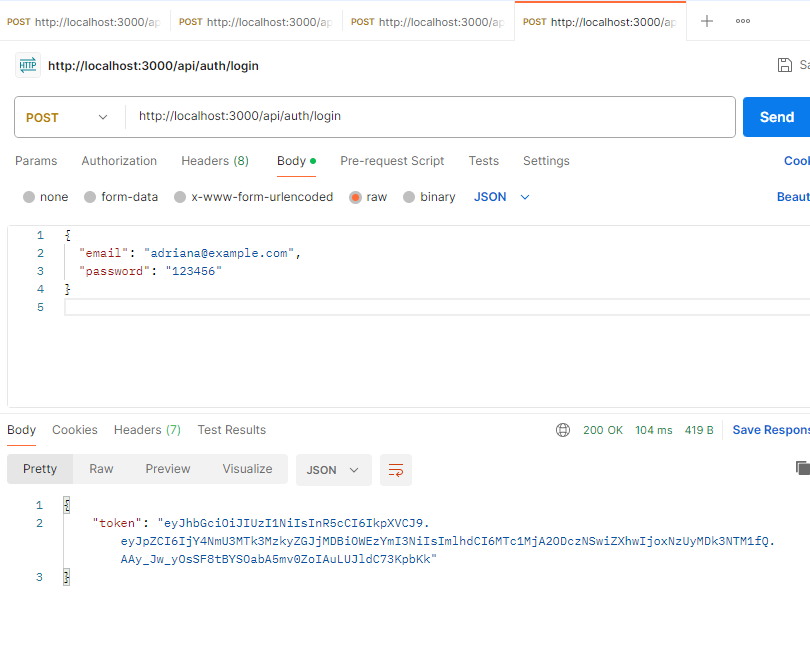 POST http://localhost:3000/api POST http://localhost:3000/ap POST http://localhost:3000/ap POST http://localhost:3000/ap
HTTP http://localhost:3000/api/auth/login Sa
POST http://localhost:3000/api/auth/login Send
Params Authorization Headers (8) Body Pre-request Script Tests Settings Cook
none form-data x-www-form-urlencoded raw binary JSON Beaut
1 {
2 "email": "adriana@example.com",
3 "password": "123456"
4 }
5
Body Cookies Headers (7) Test Results 200 OK 104 ms 419 B Save Respons
Pretty Raw Preview Visualize JSON
1 {
2 "token": "eyJhbGciOiJIUzI1NiIsInR5cCI6IkpXVCJ9.
eyJpZCI6IjY4NmU3MTk3MzkyZGJjMDBiOWEzYmI3NiIsImlhdCI6MTc1MjA2ODczNSwiZXhwIjoxNzUyMDk3NTM1fQ.
AAy_Jw_yOsSF8tBYSOabA5mv0ZoIAuLUJldC73KpbKk"
3 }